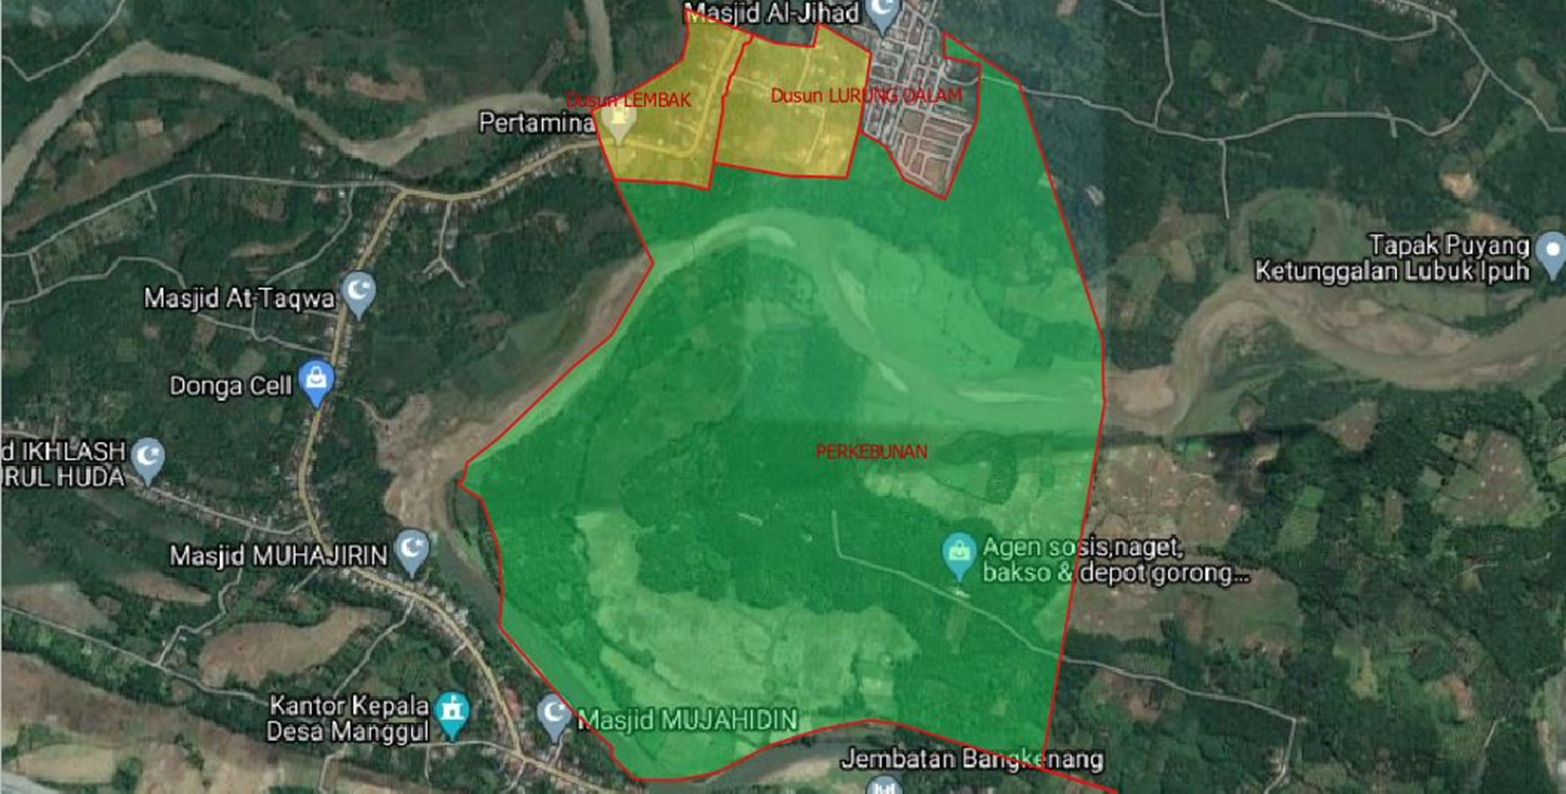 Masjid Al-Jihad
Dusun LEMBAK
Dusun LURUNG DALAM
Pertamina
Tapak Puyang
Ketunggalan Lubuk Ipuh
Masjid At-Taqwa
Donga Cell
d IKHLASH
RUL HUDA
PERKEBUNAN
Masjid MUHAJIRIN
Agen sosis,naget,
bakso & depot gorong...
Kantor Kepala
Desa Manggul
Masjid MUJAHIDIN
Jembatan Bangkenang